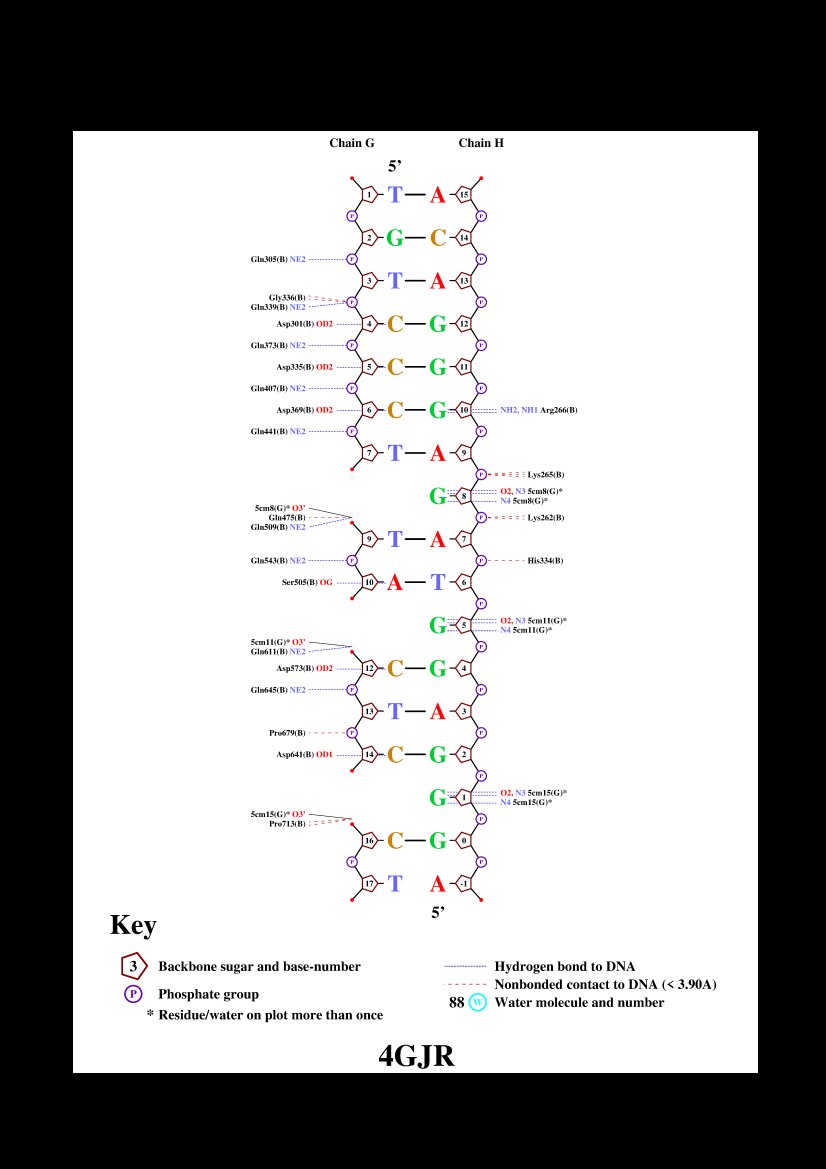 Chain G Chain H
5’
1 T A 15
P P
2 G C 14
Gln305(B) NE2 P P
3 T A 13
Gly336(B)
P P
Gln339(B) NE2
Asp301(B) OD2 4 C G 12
Gln373(B) NE2 P P
Asp335(B) OD2 5 C G 11
Gln407(B) NE2 P P
Asp369(B) OD2 6 C G 10 NH2, NH1 Arg266(B)
Gln441(B) NE2 P P
7 T A 9
P Lys265(B)
G 8 O2, N3 5cm8(G)*
N4 5cm8(G)*
5cm8(G)* O3’
Gln475(B) P Lys262(B)
Gln509(B) NE2
9 T A 7
Gln543(B) NE2 P P His334(B)
Ser505(B) OG 10 A T 6
P
G 5 O2, N3 5cm11(G)*
N4 5cm11(G)*
5cm11(G)* O3’
P
Gln611(B) NE2
Asp573(B) OD2 12 C G 4
Gln645(B) NE2 P P
13 T A 3
Pro679(B) P P
Asp641(B) OD1 14 C G 2
P
G 1 O2, N3 5cm15(G)*
N4 5cm15(G)*
5cm15(G)* O3’
P
Pro713(B)
16 C G 0
P P
17 T A -1
5’
Key
3 Backbone sugar and base-number
P Phosphate group
* Residue/water on plot more than once
Hydrogen bond to DNA
Nonbonded contact to DNA (< 3.90A)
88 W Water molecule and number
4GJR